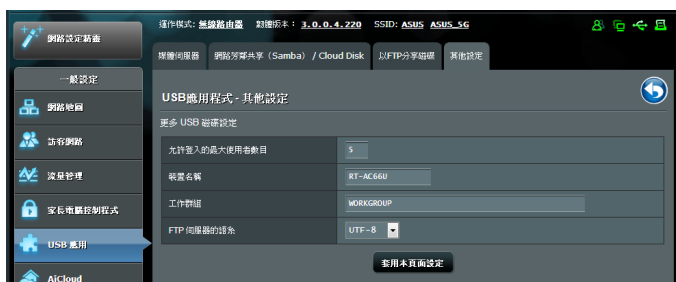 運作模式: 無線路由器 韌體版本: 3.0.0.4.220 SSID: ASUS ASUS_5G
網路設定精靈
媒體伺服器 網路芳鄰共享 (Samba) / Cloud Disk 以FTP分享磁碟 其他設定
一般設定
USB應用程式 - 其他設定
網路地圖
更多 USB 磁碟設定
訪客網路
允許登入的最大使用者數目 5
流量管理
裝置名稱 RT-AC66U
家長電腦控制程式
工作群組 WORKGROUP
FTP 伺服器的語系 UTF-8
USB 應用
套用本頁面設定
AiCloud